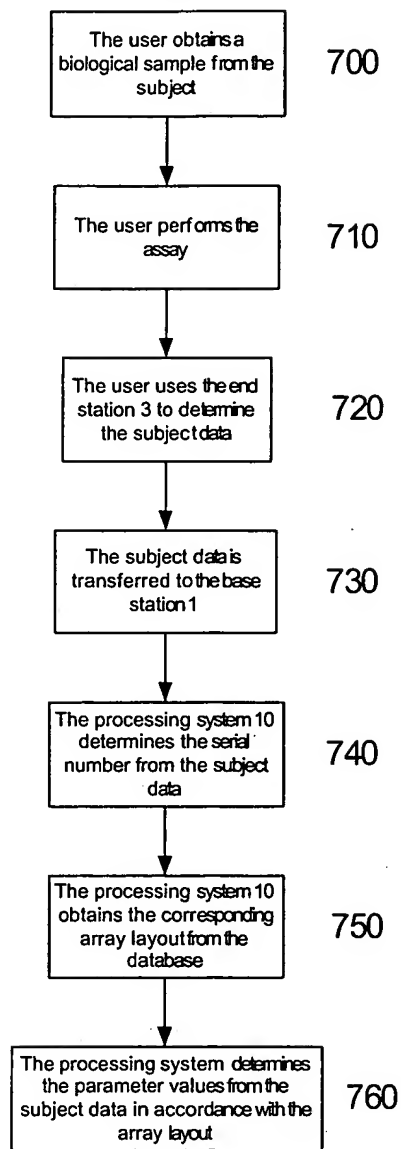 The user obtains a
biological sample from the
subject
700
The user performs the
assay
710
The user uses the end
station 3 to determine
the subject data
720
The subject data is
transferred to the base
station 1
730
The processing system 10
determines the serial
number from the subject
data
740
The processing system 10
obtains the corresponding
array layout from the
database
750
The processing system determines
the parameter values from the
subject data in accordance with the
array layout
760